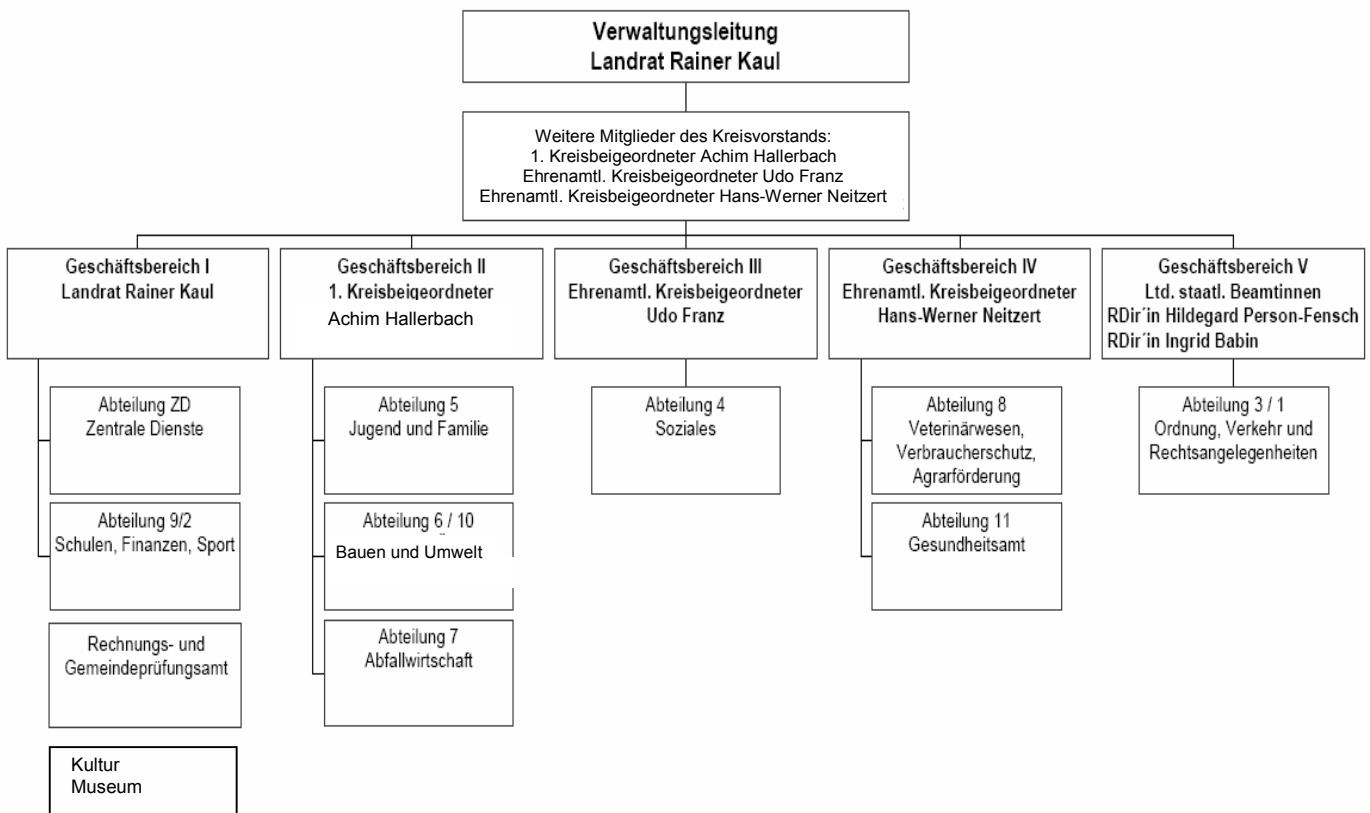 Verwaltungsleitung
Landrat Rainer Kaul
Weitere Mitglieder des Kreisvorstands:
1. Kreisbeigeordneter Achim Hallerbach
Ehrenamtl. Kreisbeigeordneter Udo Franz
Ehrenamtl. Kreisbeigeordneter Hans-Werner Neitzert
Geschäftsbereich I
Landrat Rainer Kaul
Geschäftsbereich II
1. Kreisbeigeordneter
Achim Hallerbach
Geschäftsbereich III
Ehrenamtl. Kreisbeigeordneter
Udo Franz
Geschäftsbereich IV
Ehrenamtl. Kreisbeigeordneter
Hans-Werner Neitzert
Geschäftsbereich V
Ltd. staatl. Beamtinnen
RDir´in Hildegard Person-Fensch
RDir´in Ingrid Babin
Abteilung ZD
Zentrale Dienste
Abteilung 5
Jugend und Familie
Abteilung 4
Soziales
Abteilung 8
Veterinärwesen,
Verbraucherschutz,
Agrarförderung
Abteilung 3 / 1
Ordnung, Verkehr und
Rechtsangelegenheiten
Abteilung 9/2
Schulen, Finanzen, Sport
Abteilung 6 / 10
Bauen und Umwelt
Abteilung 11
Gesundheitsamt
Rechnungs- und
Gemeindeprüfungsamt
Abteilung 7
Abfallwirtschaft
Kultur
Museum